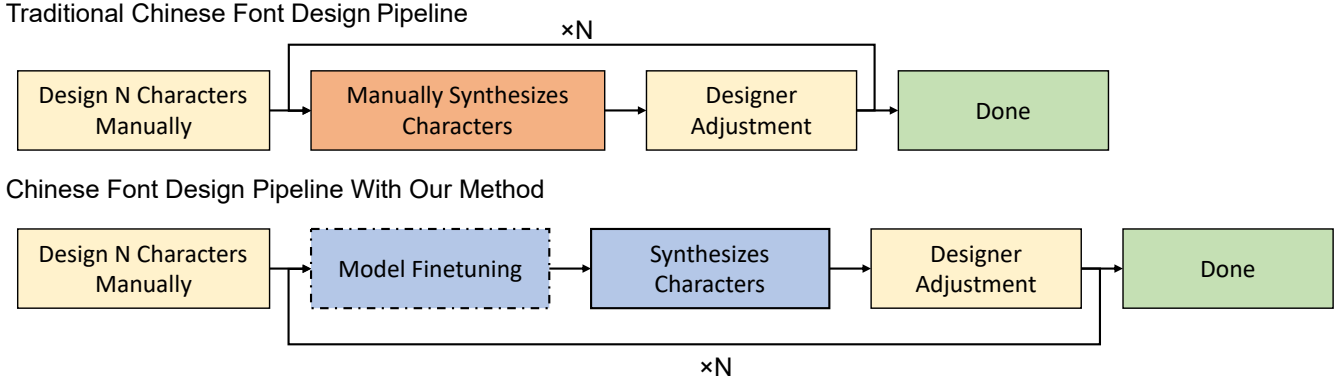 Traditional Chinese Font Design Pipeline
×N
Design N Characters
Manually
Manually Synthesizes
Characters
Designer
Adjustment
Done
Chinese Font Design Pipeline With Our Method
Design N Characters
Manually
Model Finetuning
Synthesizes
Characters
Designer
Adjustment
Done
×N